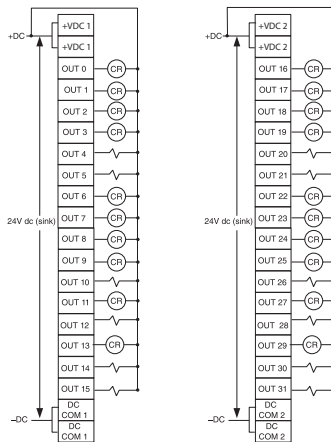 +DC
+VDC 1
+VDC 1
OUT 0 CR
OUT 1 CR
OUT 2 CR
OUT 3 CR
OUT 4
OUT 5
OUT 6 CR
OUT 7 CR
24V dc (sink)
OUT 8 CR
OUT 9 CR
OUT 10
OUT 11 CR
OUT 12
OUT 13 CR
OUT 14
OUT 15
–DC
DC
COM 1
DC
COM 1
+DC
+VDC 2
+VDC 2
OUT 16 CR
OUT 17 CR
OUT 18 CR
OUT 19 CR
OUT 20
OUT 21
OUT 22 CR
OUT 23 CR
24V dc (sink)
OUT 24 CR
OUT 25 CR
OUT 26
OUT 27 CR
OUT 28
OUT 29 CR
OUT 30
OUT 31
–DC
DC
COM 2
DC
COM 2